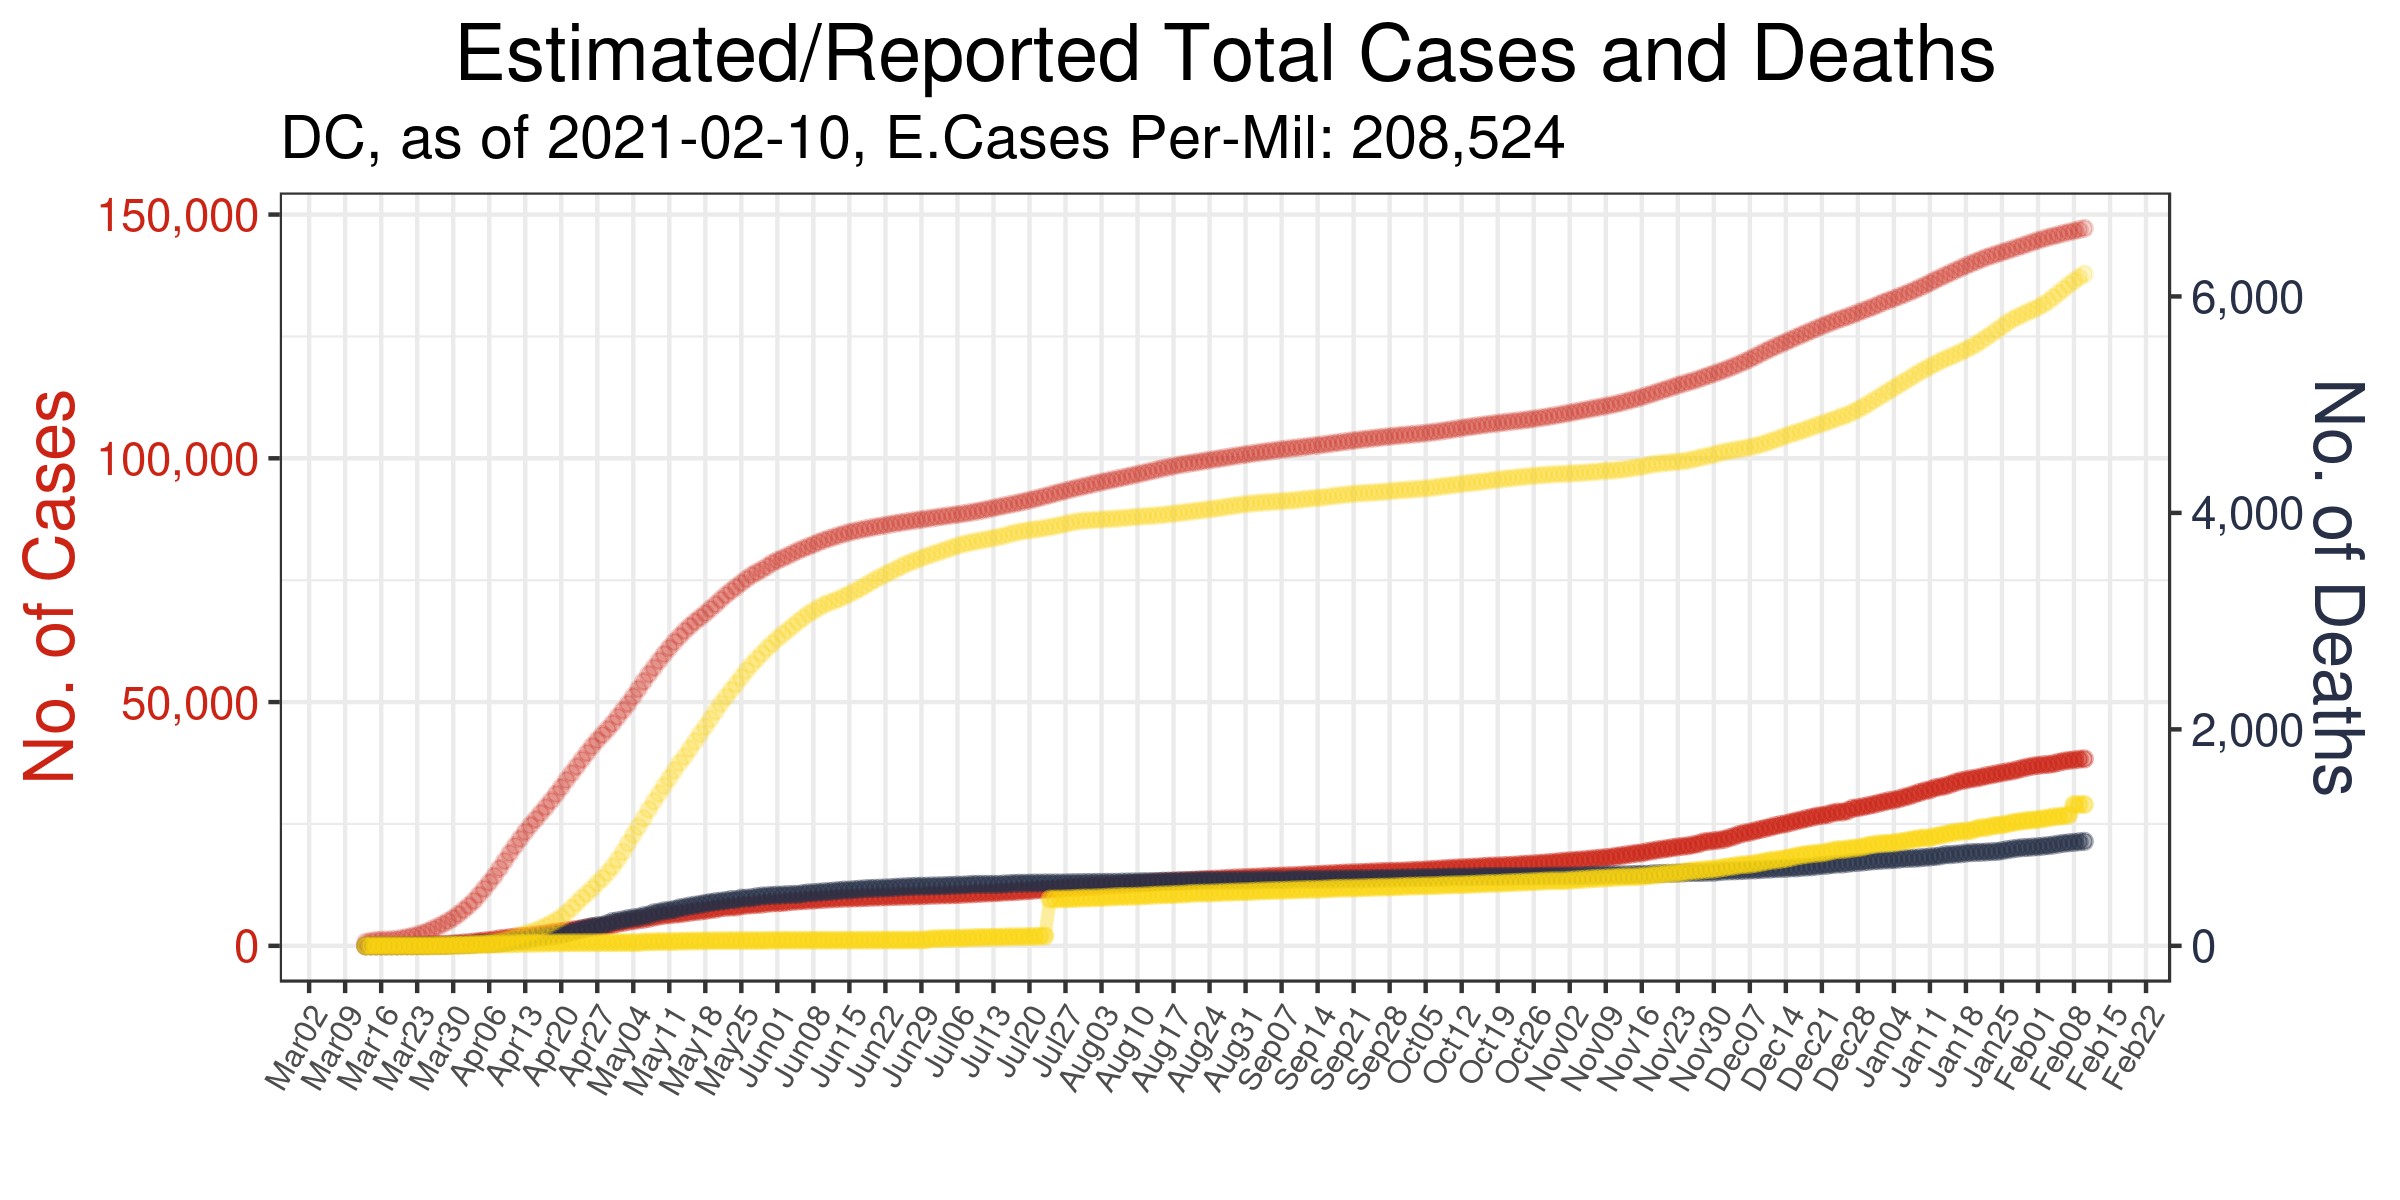 Estimated/Reported Total Cases and Deaths
DC, as of 2021-02-10, E.Cases Per-Mil: 208,524
No. of Cases
150,000
100,000
50,000
0
6,000
4,000
2,000
0
No. of Deaths
Mar02
Mar09
Mar16
Mar23
Mar30
Apr06
Apr13
Apr20
Apr27
May04
May11
May18
May25
Jun01
Jun08
Jun15
Jun22
Jun29
Jul06
Jul13
Jul20
Jul27
Aug03
Aug10
Aug17
Aug24
Aug31
Sep07
Sep14
Sep21
Sep28
Oct05
Oct12
Oct19
Oct26
Nov02
Nov09
Nov16
Nov23
Nov30
Dec07
Dec14
Dec21
Dec28
Jan04
Jan11
Jan18
Jan25
Feb01
Feb08
Feb15
Feb22